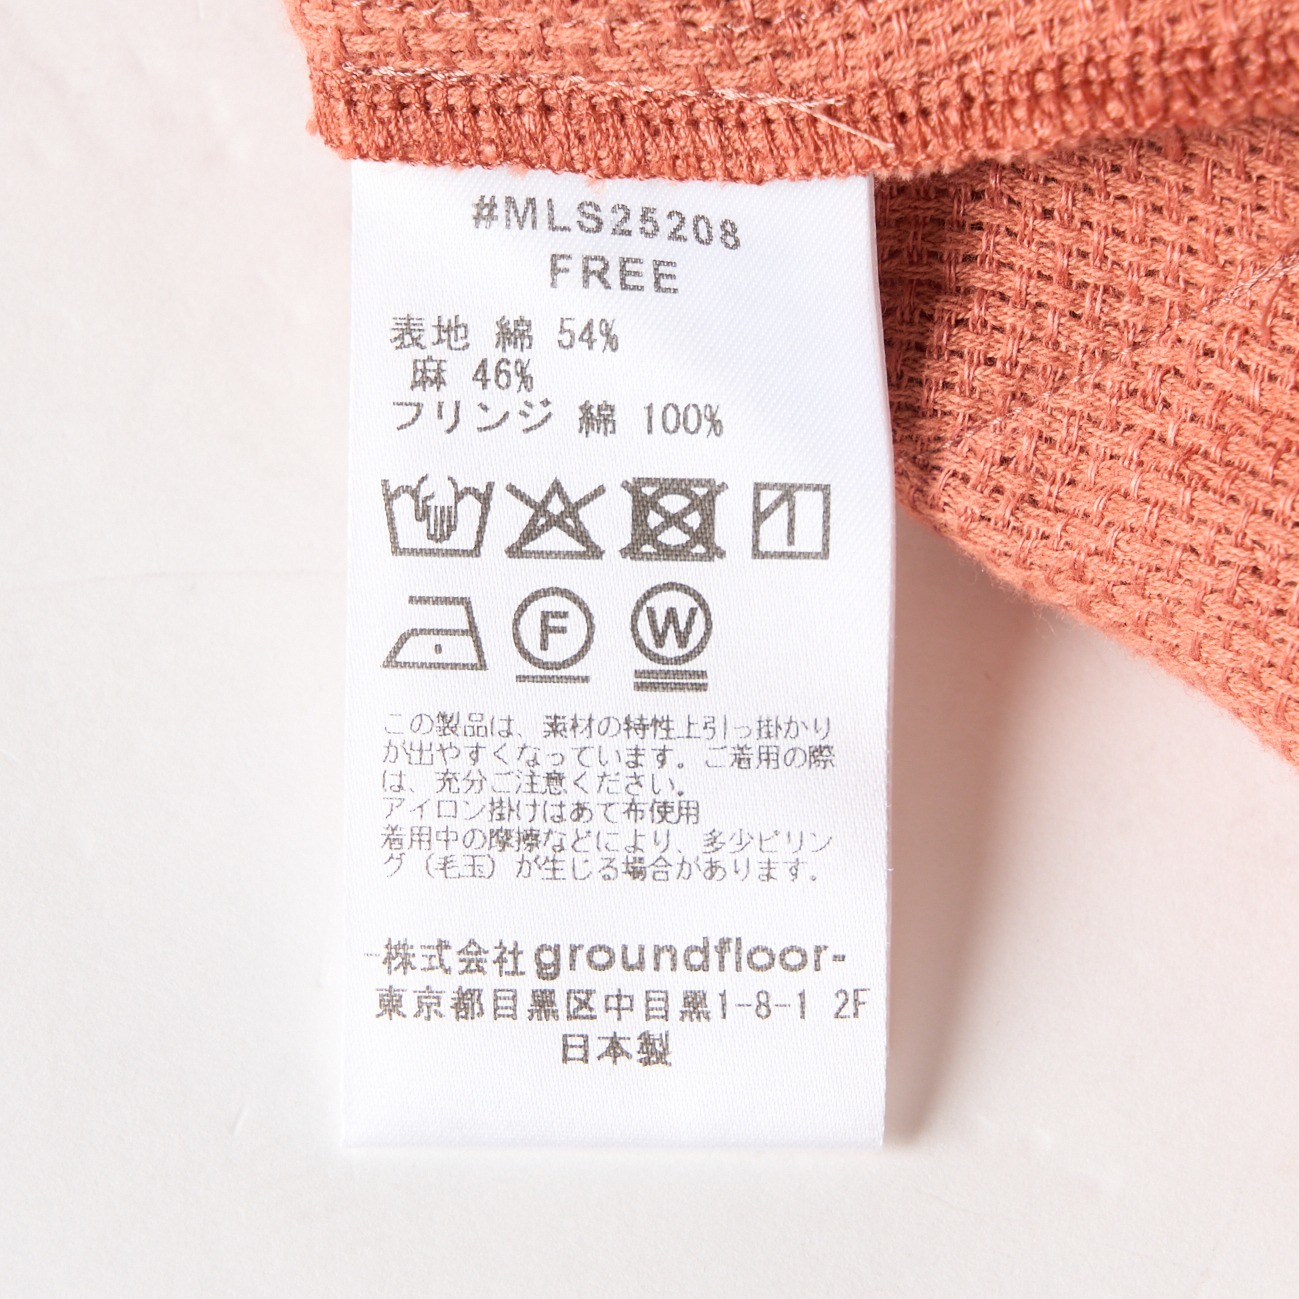 #MLS25208
FREE
表地 綿 54%
麻 46%
フリンジ 綿 100%
F W
この製品は、素材の特性上引っ掛かり
が出やすくなっています。ご着用の際
は、充分ご注意ください。
アイロン掛けはあて布使用
着用中の摩擦などにより、多少ピリン
グ（毛玉）が生じる場合があります。
株式会社groundfloor-
東京都目黒区中目黒1-8-1 2F
日本製